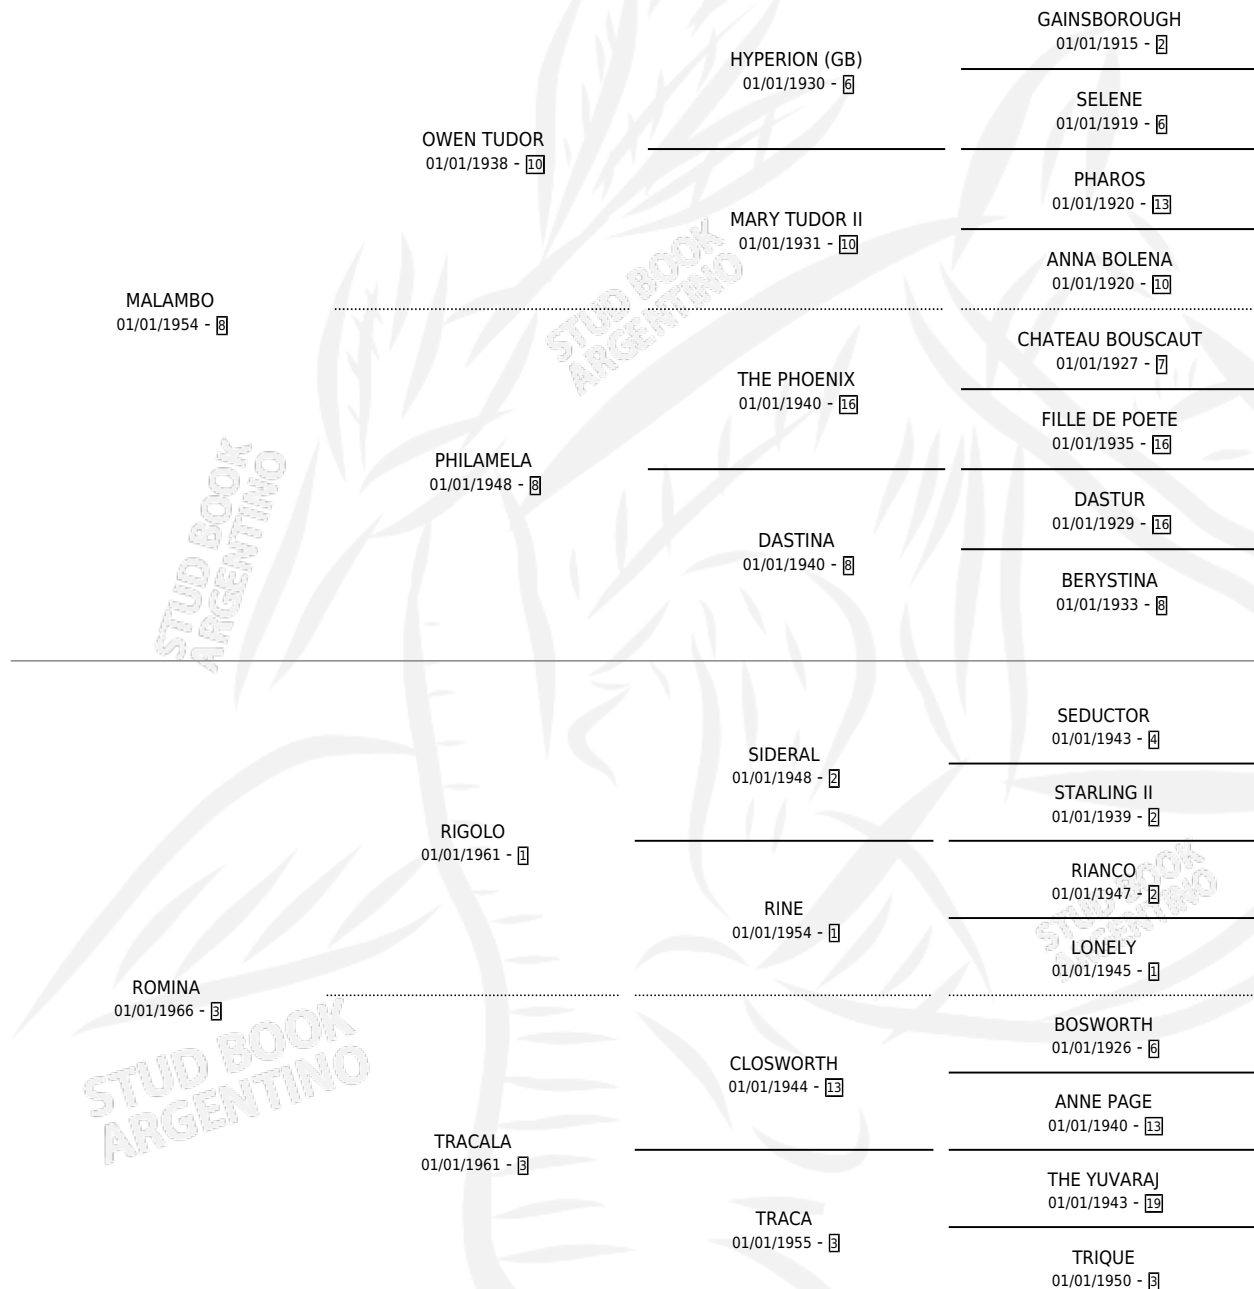 GAINSBOROUGH
01/01/1915 - 2
HYPERION (GB)
01/01/1930 - 6
SELENE
01/01/1919 - 6
OWEN TUDOR
01/01/1938 - 10
PHAROS
01/01/1920 - 13
MARY TUDOR II
01/01/1931 - 10
ANNA BOLENA
01/01/1920 - 10
MALAMBO
01/01/1954 - 8
STUD BOOK
ARGENTINO
CHATEAU BOUSCAUT
01/01/1927 - 7
THE PHOENIX
01/01/1940 - 16
FILLE DE POETE
01/01/1935 - 16
PHILAMELA
01/01/1948 - 8
DASTUR
01/01/1929 - 16
DASTINA
01/01/1940 - 8
BERYSTINA
01/01/1933 - 8
STUD BOOK
ARGENTINO
SEDUCTOR
01/01/1943 - 4
SIDERAL
01/01/1948 - 2
STARLING II
01/01/1939 - 2
RIGOLO
01/01/1961 - 1
RIANCO
01/01/1947 - 2
RINE
01/01/1954 - 1
STUD BOOK
ARGENTINO
LONELY
01/01/1945 - 1
ROMINA
01/01/1966 - 3
STUD BOOK
ARGENTINO
BOSWORTH
01/01/1926 - 6
CLOSWORTH
01/01/1944 - 13
ANNE PAGE
01/01/1940 - 13
TRACALA
01/01/1961 - 3
THE YUVARAJ
01/01/1943 - 19
TRACA
01/01/1955 - 3
TRIQUE
01/01/1950 - 3